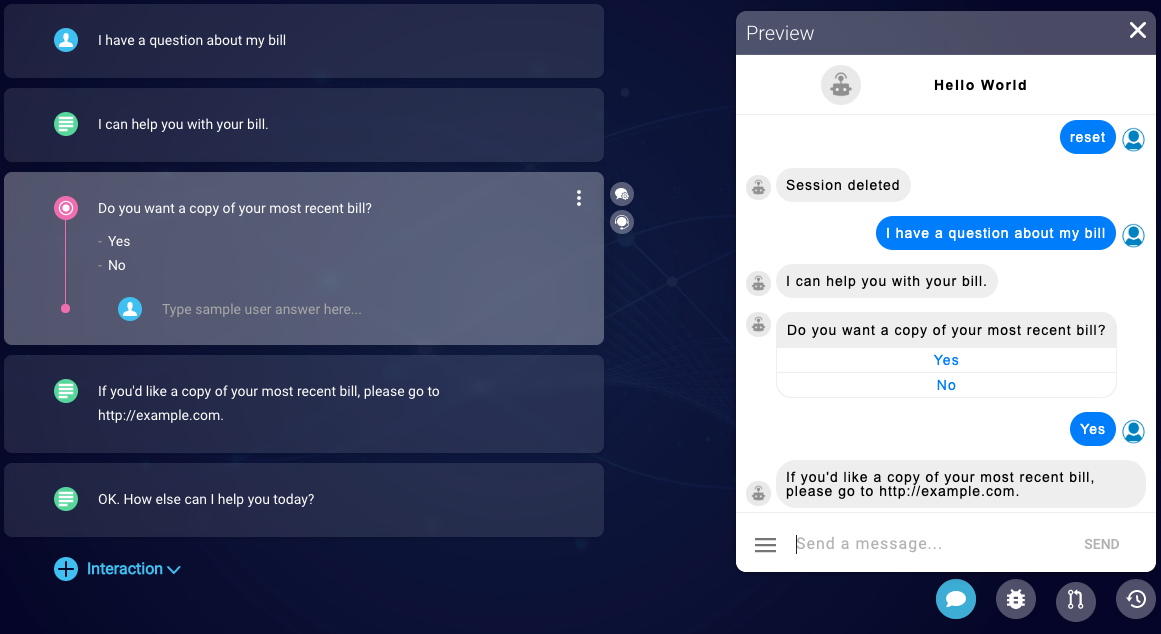 I have a question about my bill
I can help you with your bill.
Do you want a copy of your most recent bill?
- Yes
- No
Type sample user answer here...
If you'd like a copy of your most recent bill, please go to
http://example.com.
OK. How else can I help you today?
Interaction
Preview
Hello World
reset
Session deleted
I have a question about my bill
I can help you with your bill.
Do you want a copy of your most recent bill?
Yes
No
Yes
If you'd like a copy of your most recent bill,
please go to http://example.com.
Send a message...
SEND